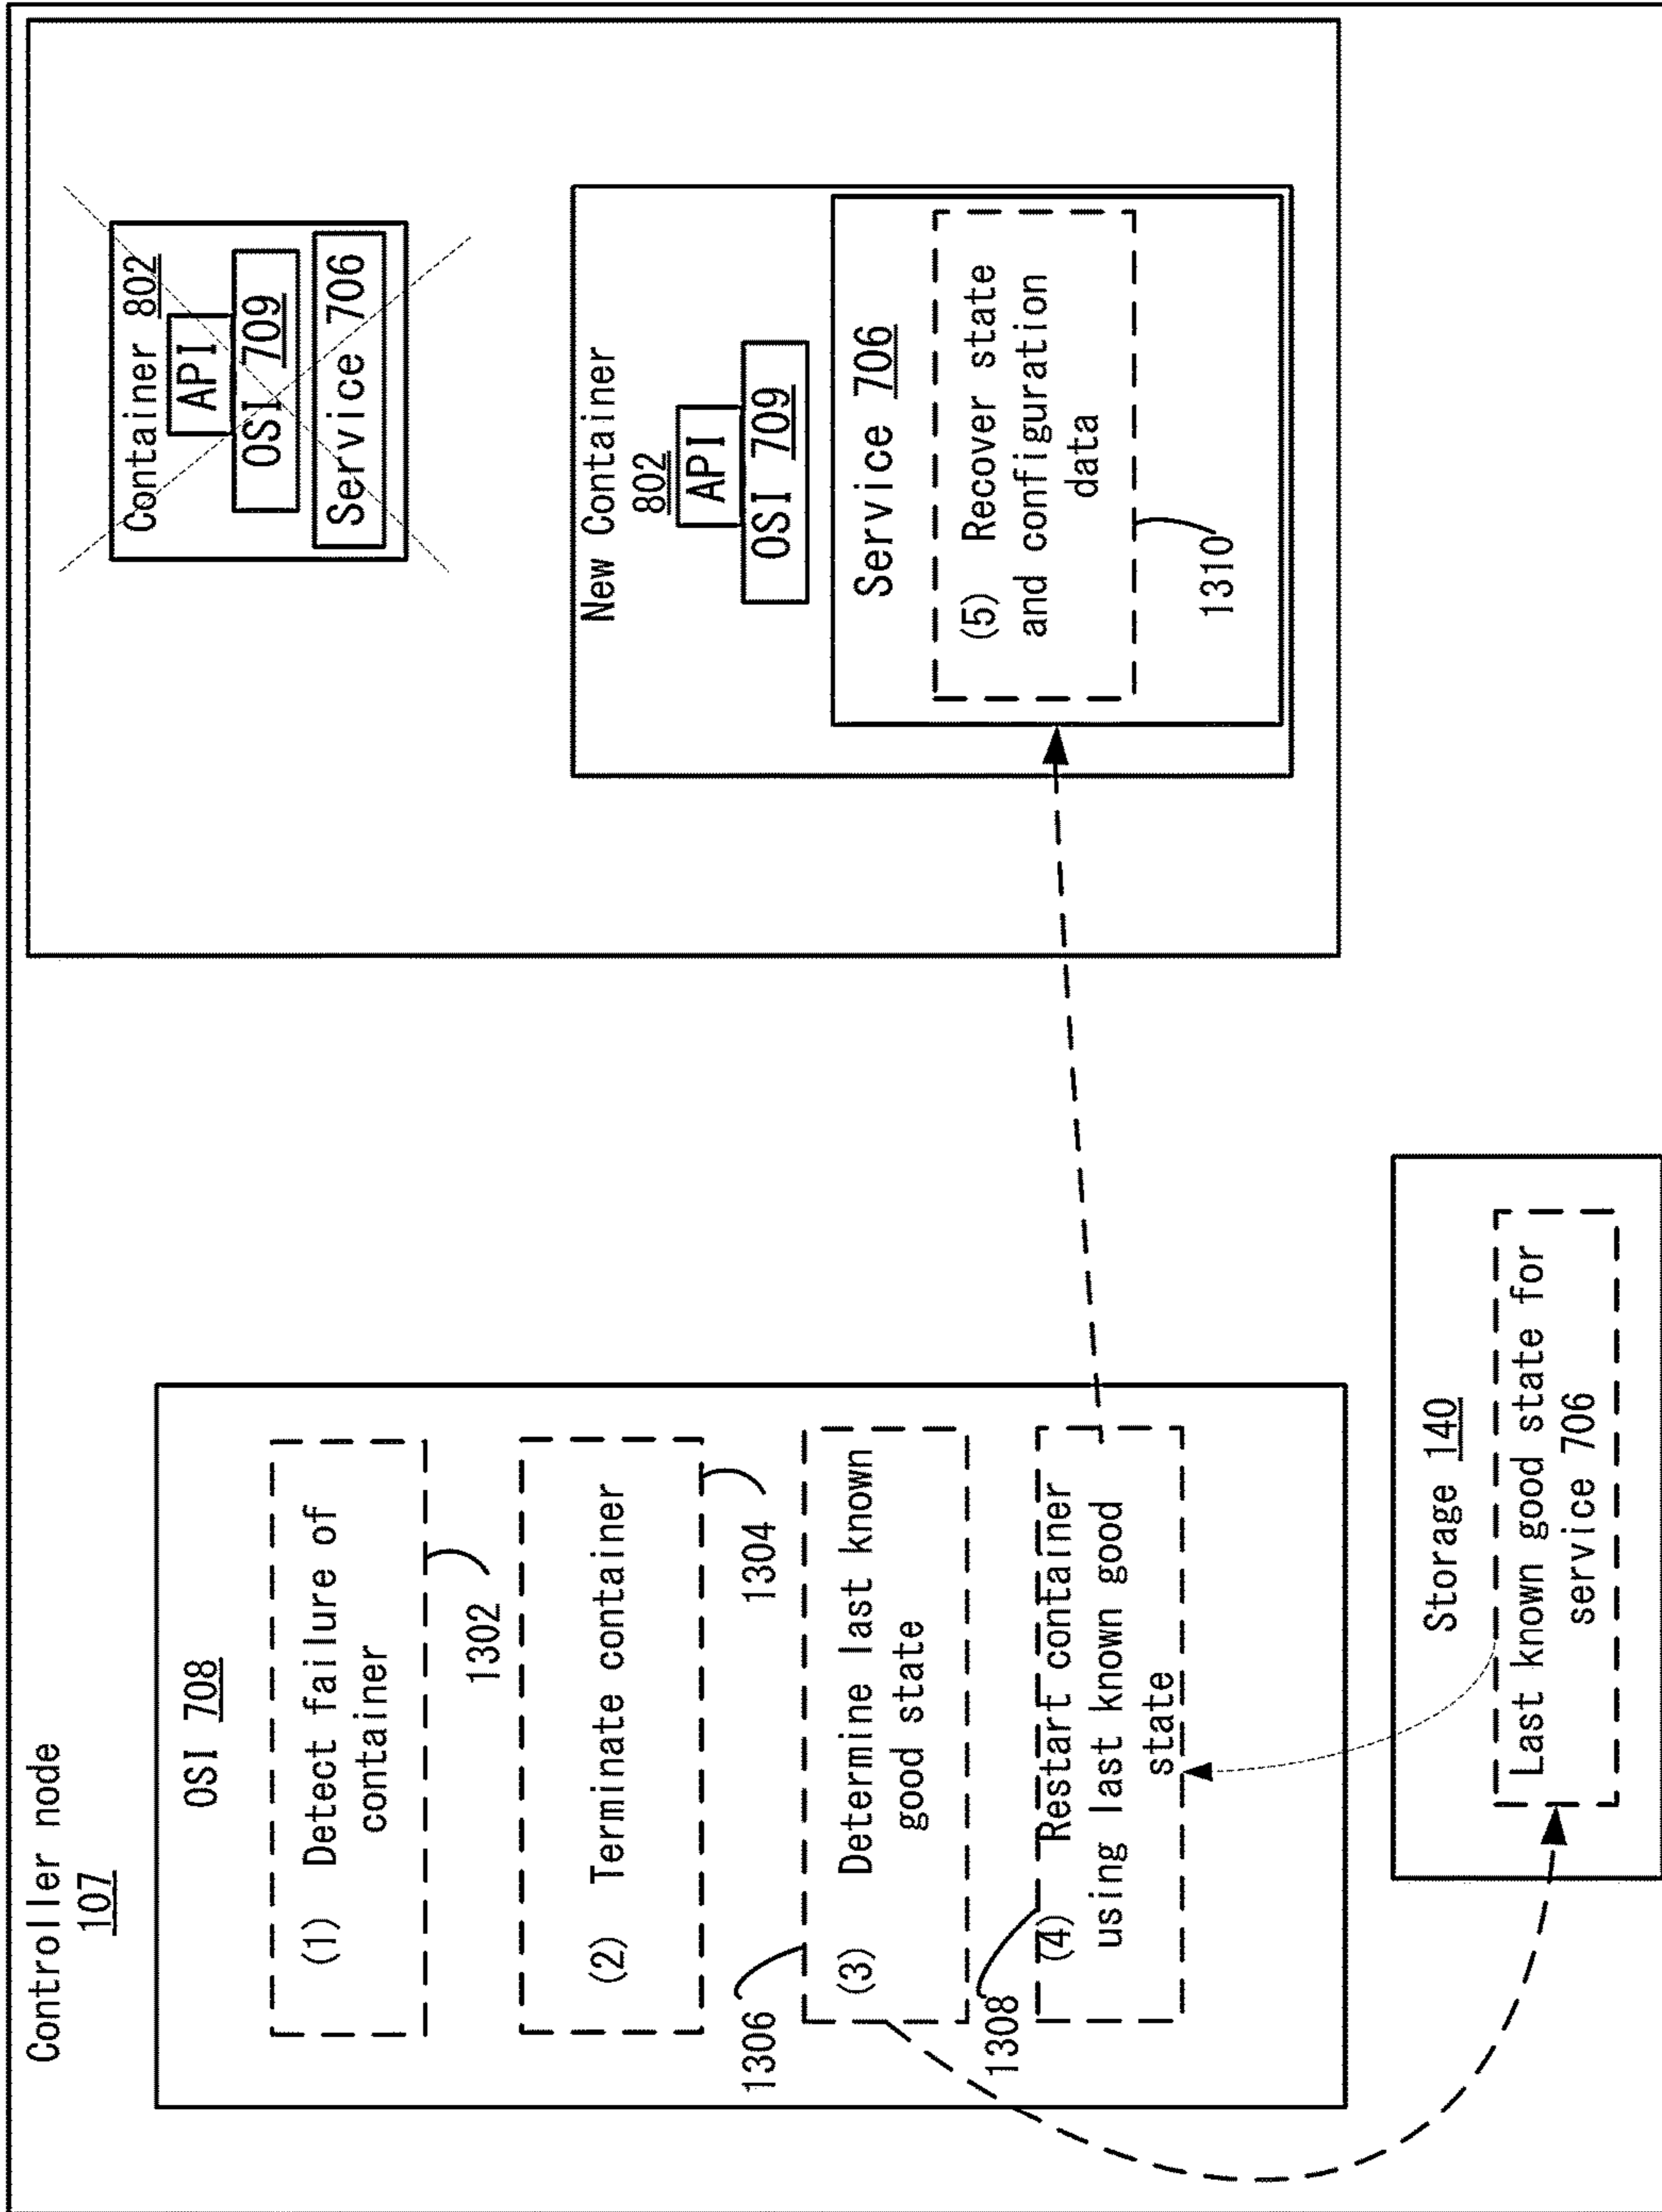 Controller node
107
OSI 708
(1) Detect failure of
container
1302
(2) Terminate container
1304
1306
(3) Determine last known
good state
1308
(4) Restart container
using last known good
state
Storage 140
Last known good state for
service 706
Container 802
API
OSI 709
Service 706
New Container
802
API
OSI 709
Service 706
(5) Recover state
and configuration
data
1310